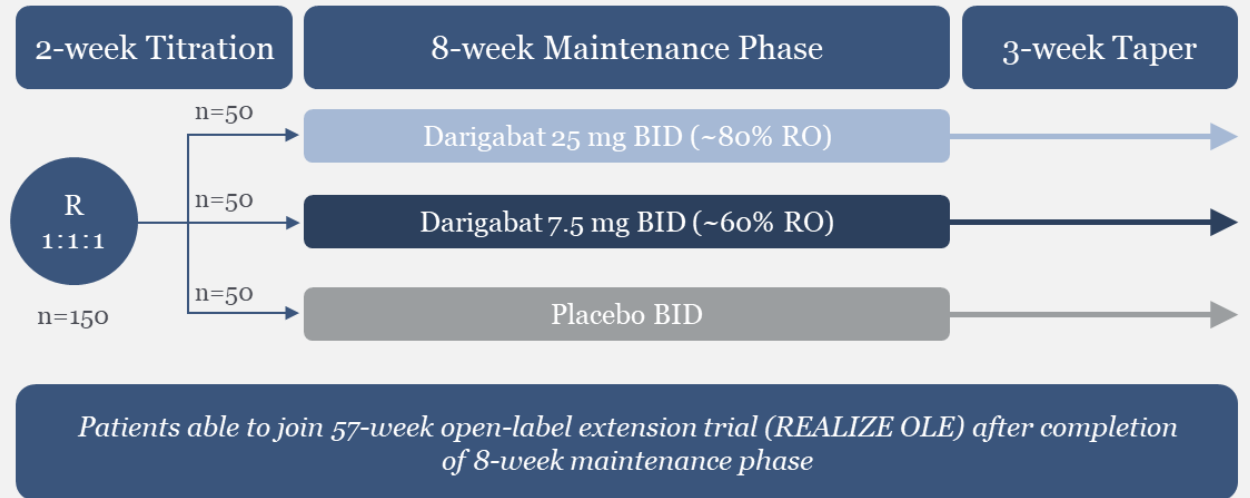 2-week Titration
8-week Maintenance Phase
3-week Taper
n=50
Darigabat 25 mg BID (~80% RO)
R
1:1:1
n=50
Darigabat 7.5 mg BID (~60% RO)
n=50
n=150
Placebo BID
Patients able to join 57-week open-label extension trial (REALIZE OLE) after completion
of 8-week maintenance phase